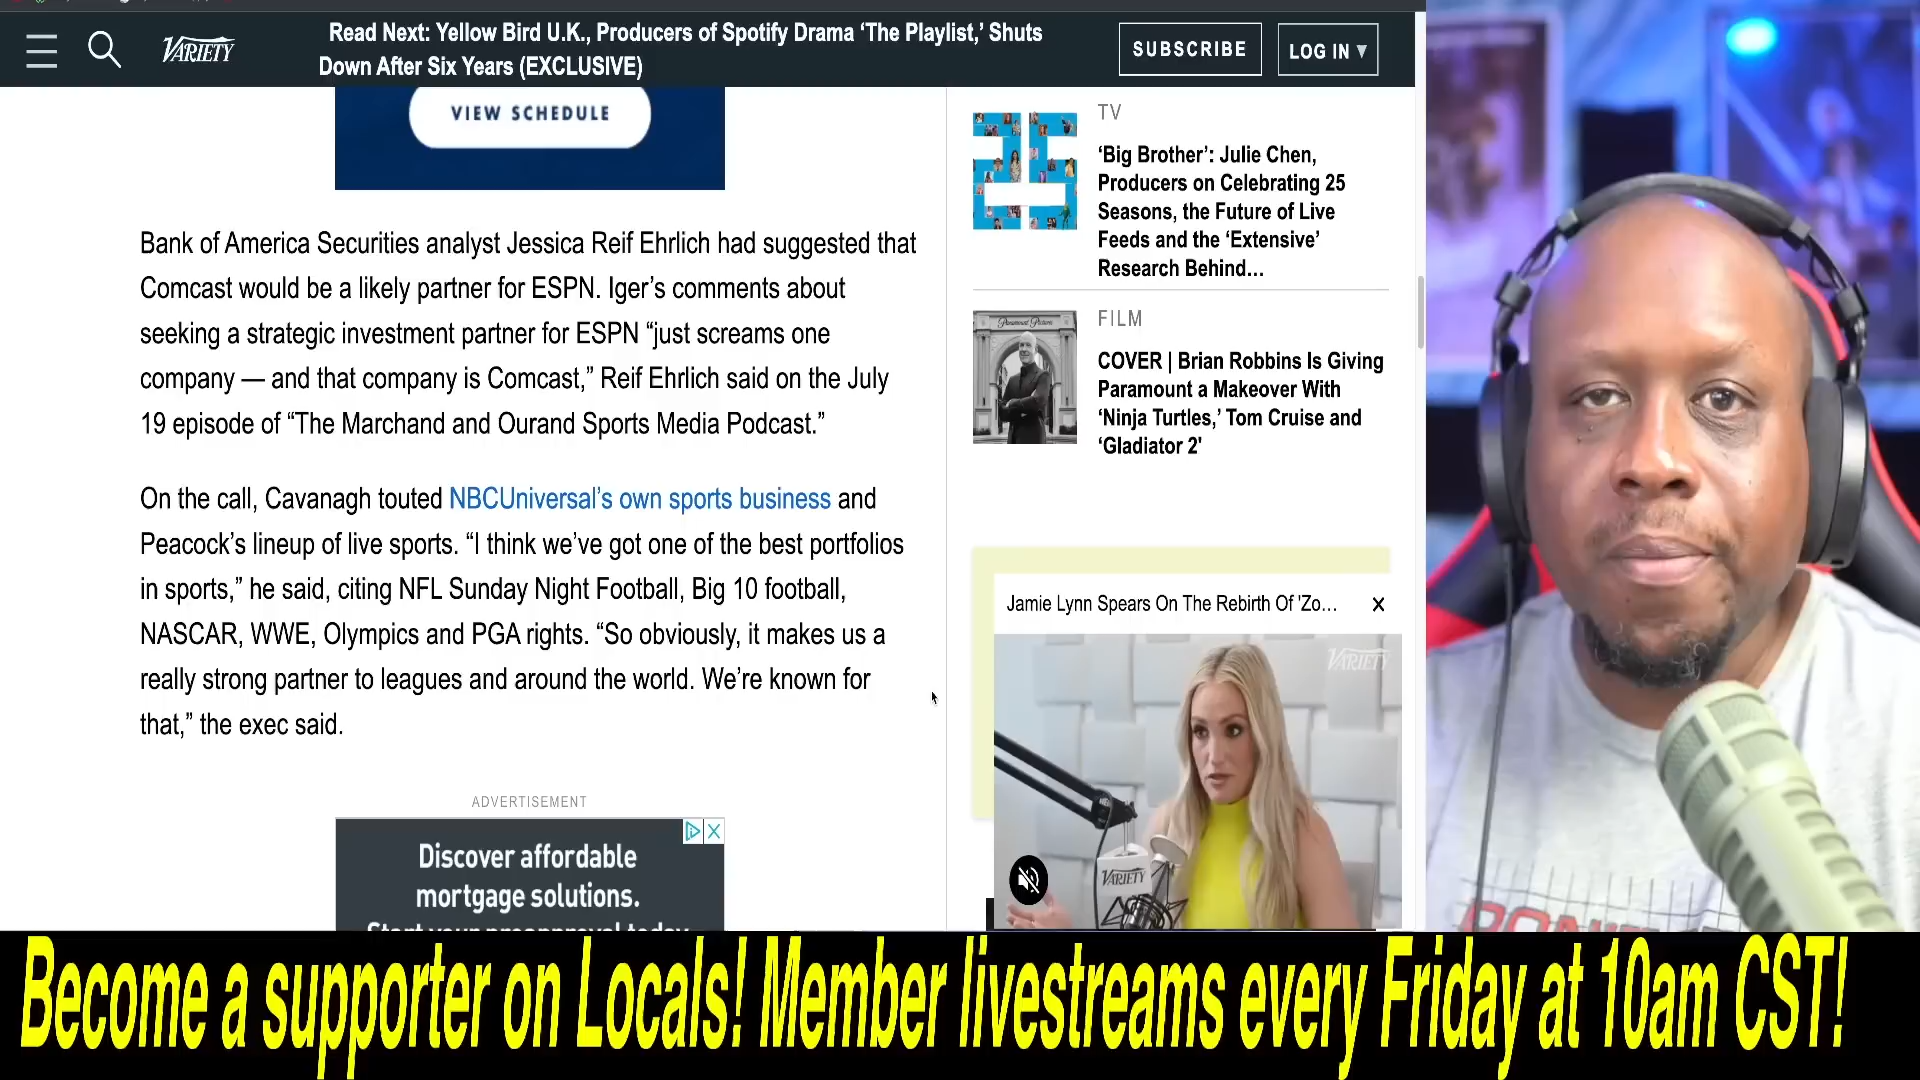 VARIETY
Read Next: Yellow Bird U.K., Producers of Spotify Drama ‘The Playlist,’ Shuts
Down After Six Years (EXCLUSIVE)
SUBSCRIBE
LOG IN ▼
VIEW SCHEDULE
Bank of America Securities analyst Jessica Reif Ehrlich had suggested that
Comcast would be a likely partner for ESPN. Iger’s comments about
seeking a strategic investment partner for ESPN “just screams one
company — and that company is Comcast,” Reif Ehrlich said on the July
19 episode of “The Marchand and Ourand Sports Media Podcast.”
On the call, Cavanagh touted NBCUniversal’s own sports business and
Peacock’s lineup of live sports. “I think we’ve got one of the best portfolios
in sports,” he said, citing NFL Sunday Night Football, Big 10 football,
NASCAR, WWE, Olympics and PGA rights. “So obviously, it makes us a
really strong partner to leagues and around the world. We’re known for
that,” the exec said.
ADVERTISEMENT
Discover affordable
mortgage solutions.
Start your preapproval today
TV
‘Big Brother’: Julie Chen,
Producers on Celebrating 25
Seasons, the Future of Live
Feeds and the ‘Extensive’
Research Behind…
25
FILM
COVER | Brian Robbins Is Giving
Paramount a Makeover With
‘Ninja Turtles,’ Tom Cruise and
‘Gladiator 2'
Paramount Pictures
Jamie Lynn Spears On The Rebirth Of 'Zo...
VARIETY
VARIETY
Become a supporter on Locals! Member livestreams every Friday at 10am CST!